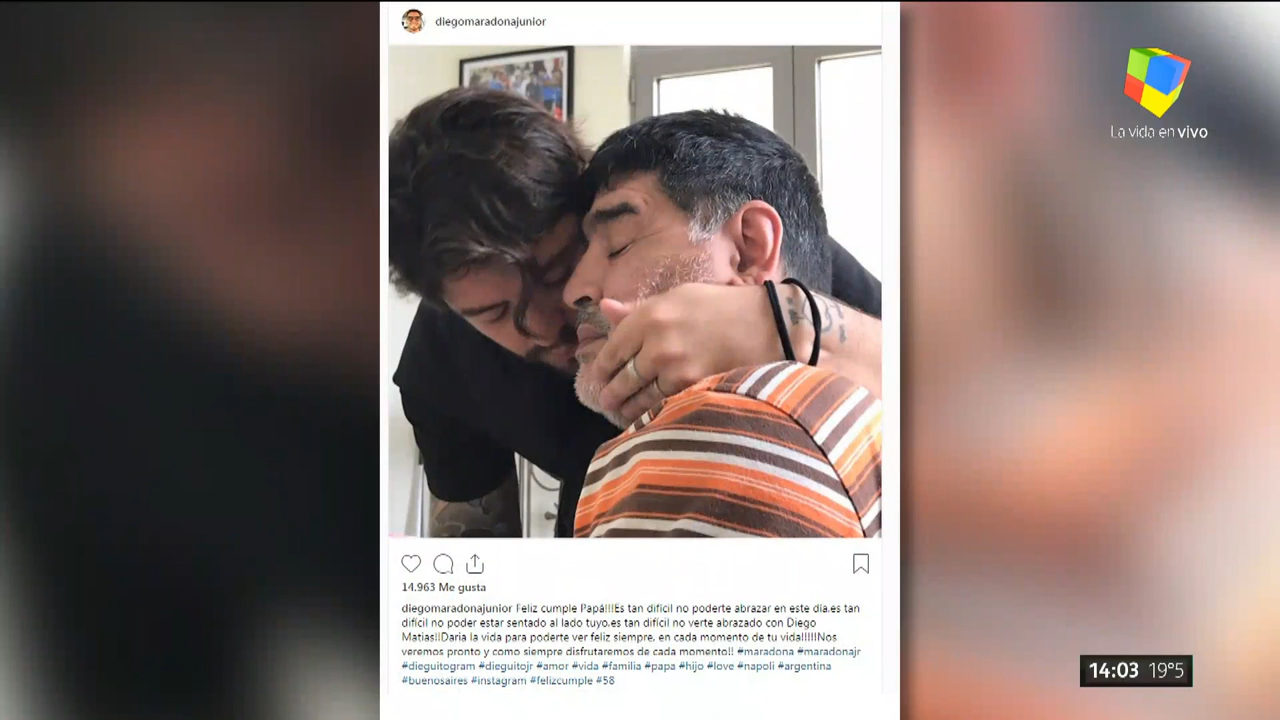 diegomaradonajunior
La vida en vivo
14.963 Me gusta
diegomaradonajunior Feliz cumple Papá!!!Es tan difícil no poderte abrazar en este día,es tan
difícil no poder estar sentado al lado tuyo,es tan difícil no verte abrazado con Diego
Matias!!Daria la vida para poderte ver feliz siempre, en cada momento de tu vida!!!!!Nos
veremos pronto y como siempre disfrutaremos de cada momento!! #maradona #maradonajr
#dieguitogram #dieguitojr #amor #vida #familia #papa #hijo #love #napoli #argentina
#buenosaires #instagram #felizcumple #58
14:03 19°5